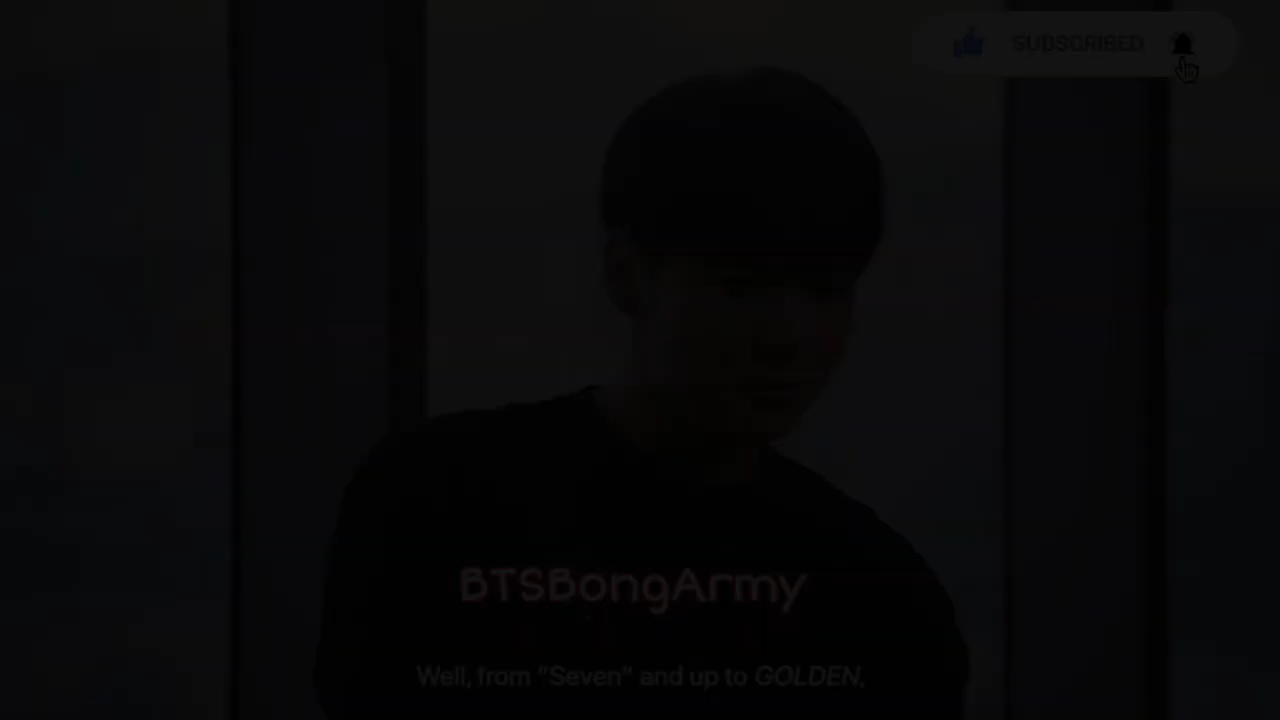 SUBSCRIBED
BTSBongArmy
Well, from “Seven” and up to GOLDEN,